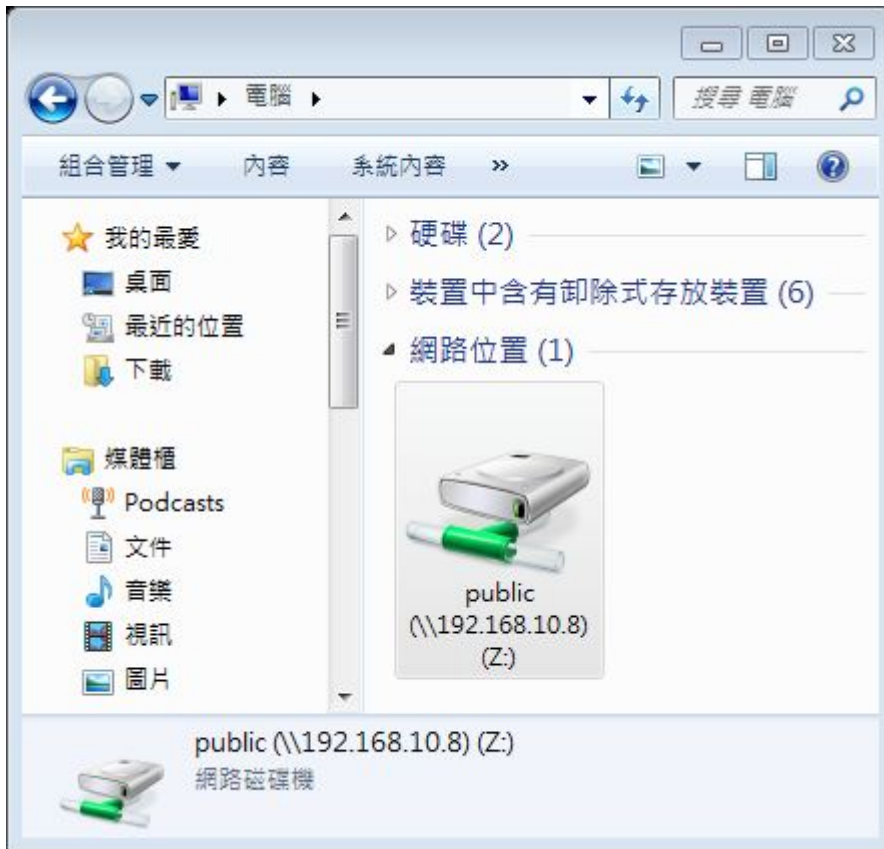 電腦
搜尋 電腦
組合管理 內容 系統內容 »
我的最愛
桌面
最近的位置
下載
媒體櫃
Podcasts
文件
音樂
視訊
圖片
硬碟 (2)
裝置中含有卸除式存放裝置 (6)
網路位置 (1)
public
(\\192.168.10.8)
(Z:)
public (\\192.168.10.8) (Z:)
網路磁碟機